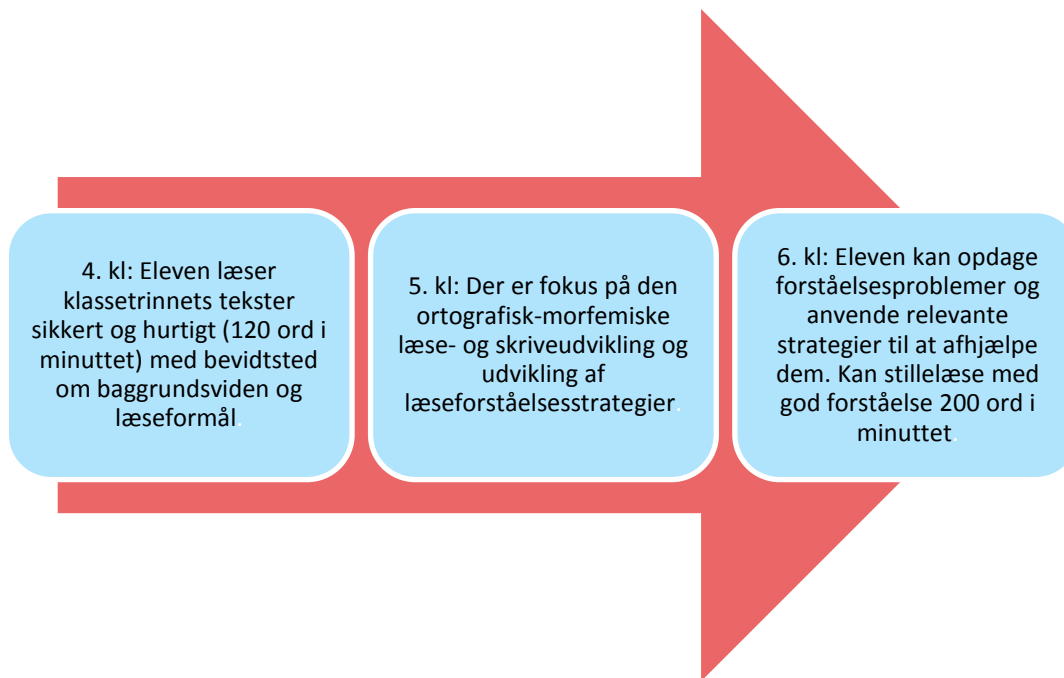 4. kl: Eleven læser
klassetrinnets tekster
sikkert og hurtigt (120 ord i
minuttet) med bevidtsted
om baggrundsviden og
læseformål.
5. kl: Der er fokus på den
ortografisk-morfemiske
læse- og skriveudvikling og
udvikling af
læseforståelsesstrategier.
6. kl: Eleven kan opdage
forståelsesproblemer og
anvende relevante
strategier til at afhjælpe
dem. Kan stillelæse med
god forståelse 200 ord i
minuttet.